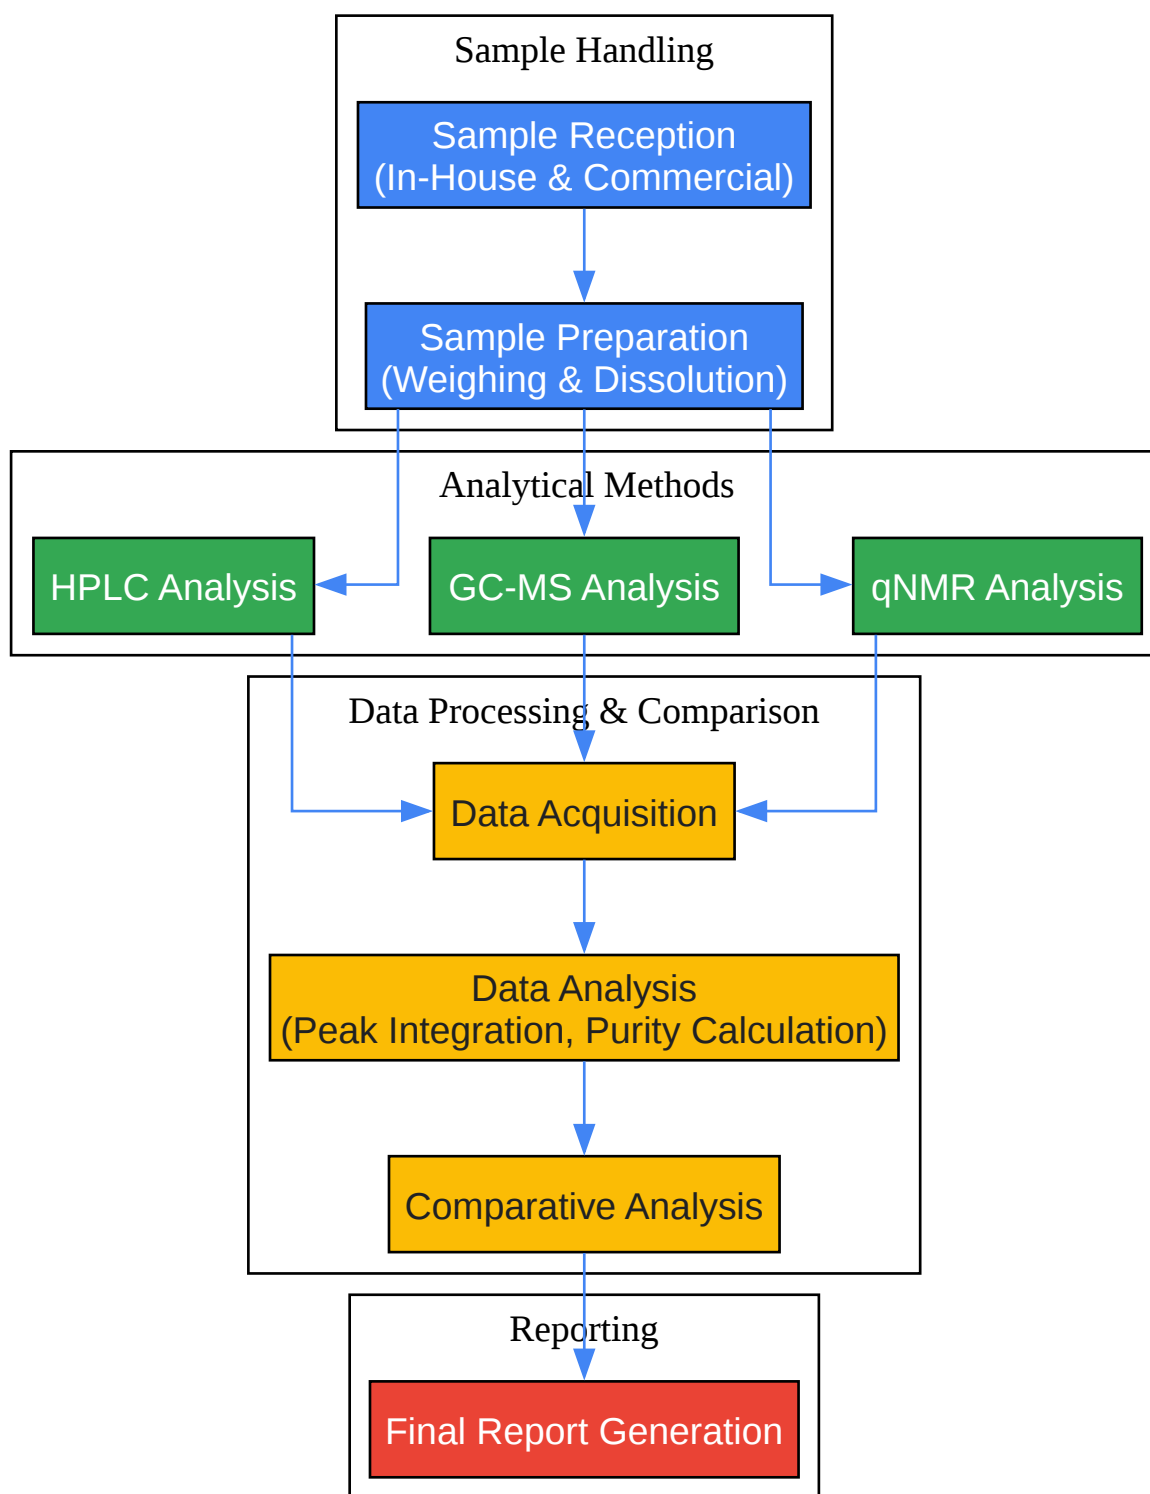 Sample Handling
Sample Reception
(In-House & Commercial)
Sample Preparation
(Weighing & Dissolution)
Analytical Methods
HPLC Analysis
GC-MS Analysis
qNMR Analysis
Data Processing & Comparison
Data Acquisition
Data Analysis
(Peak Integration, Purity Calculation)
Comparative Analysis
Reporting
Final Report Generation